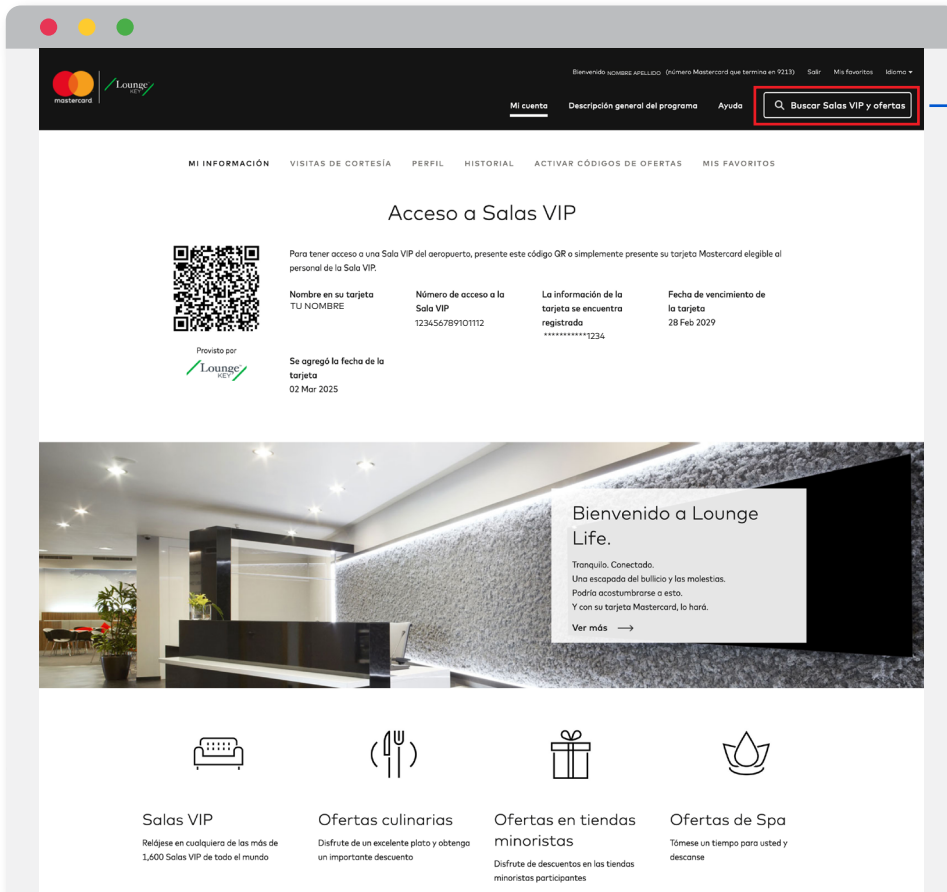 Bienvenido NOMBRE APELLIDO (número Mastercard que termina en 9213) Salir Mis favoritos Idioma
mastercard
Lounge
KEY
Mi cuenta Descripción general del programa Ayuda Buscar Salas VIP y ofertas
MI INFORMACIÓN VISITAS DE CORTESÍA PERFIL HISTORIAL ACTIVAR CÓDIGOS DE OFERTAS MIS FAVORITOS
Acceso a Salas VIP
Para tener acceso a una Sala VIP del aeropuerto, presente este código QR o simplemente presente su tarjeta Mastercard elegible al
personal de la Sala VIP.
Nombre en su tarjeta
TU NOMBRE
Número de acceso a la
Sala VIP
123456789101112
La información de la
tarjeta se encuentra
registrada
***********1234
Fecha de vencimiento de
la tarjeta
28 Feb 2029
Provisto por
Lounge
KEY
Se agregó la fecha de la
tarjeta
02 Mar 2025
Bienvenido a Lounge
Life.
Tranquilo. Conectado.
Una escapada del bullicio y las molestias.
Podría acostumbrarse a esto.
Y con su tarjeta Mastercard, lo hará.
Ver más
Salas VIP
Relájese en cualquiera de las más de
1,600 Salas VIP de todo el mundo
Ofertas culinarias
Disfrute de un excelente plato y obtenga
un importante descuento
Ofertas en tiendas
minoristas
Disfrute de descuentos en las tiendas
minoristas participantes
Ofertas de Spa
Tómese un tiempo para usted y
descanse